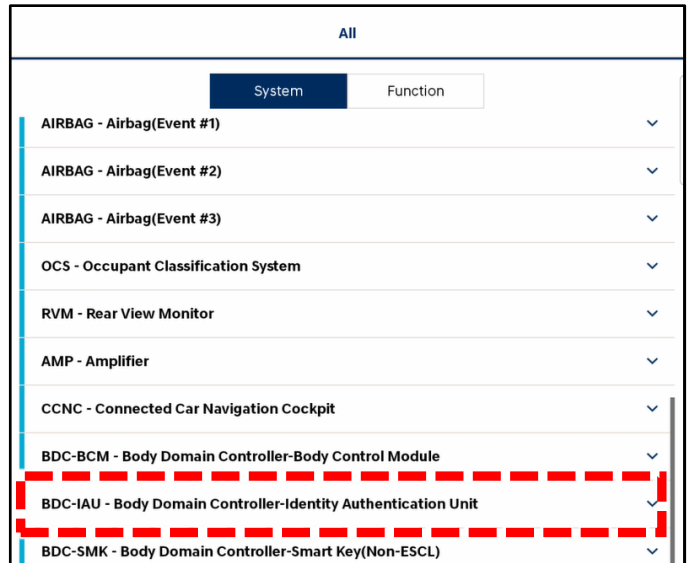 All
System
Function
AIRBAG - Airbag(Event #1)
AIRBAG - Airbag(Event #2)
AIRBAG - Airbag(Event #3)
OCS - Occupant Classification System
RVM - Rear View Monitor
AMP - Amplifier
CCNC - Connected Car Navigation Cockpit
BDC-BCM - Body Domain Controller-Body Control Module
BDC-IAU - Body Domain Controller-Identity Authentication Unit
BDC-SMK - Body Domain Controller-Smart Key(Non-ESCL)